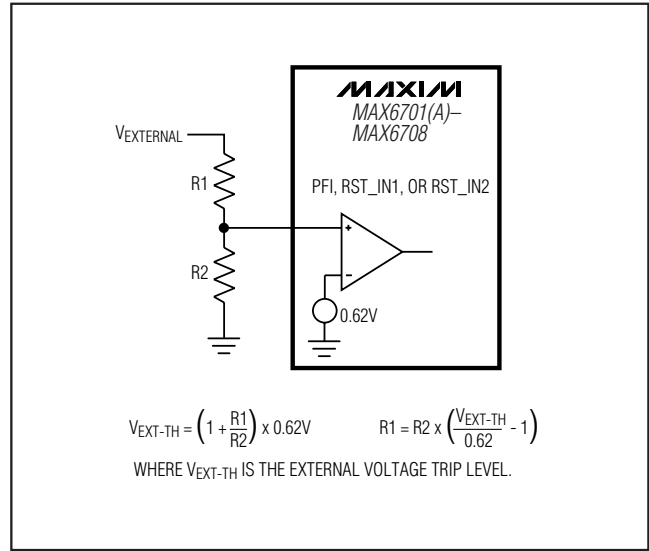 MAXIM
MAX6701(A)–
MAX6708
VEXTERNAL
R1
PFI, RST_IN1, OR RST_IN2
+
R2
–
0.62V
VEXT-TH = (1 + R1/R2) x 0.62V
R1 = R2 x (VEXT-TH/0.62 - 1)
WHERE VEXT-TH IS THE EXTERNAL VOLTAGE TRIP LEVEL.